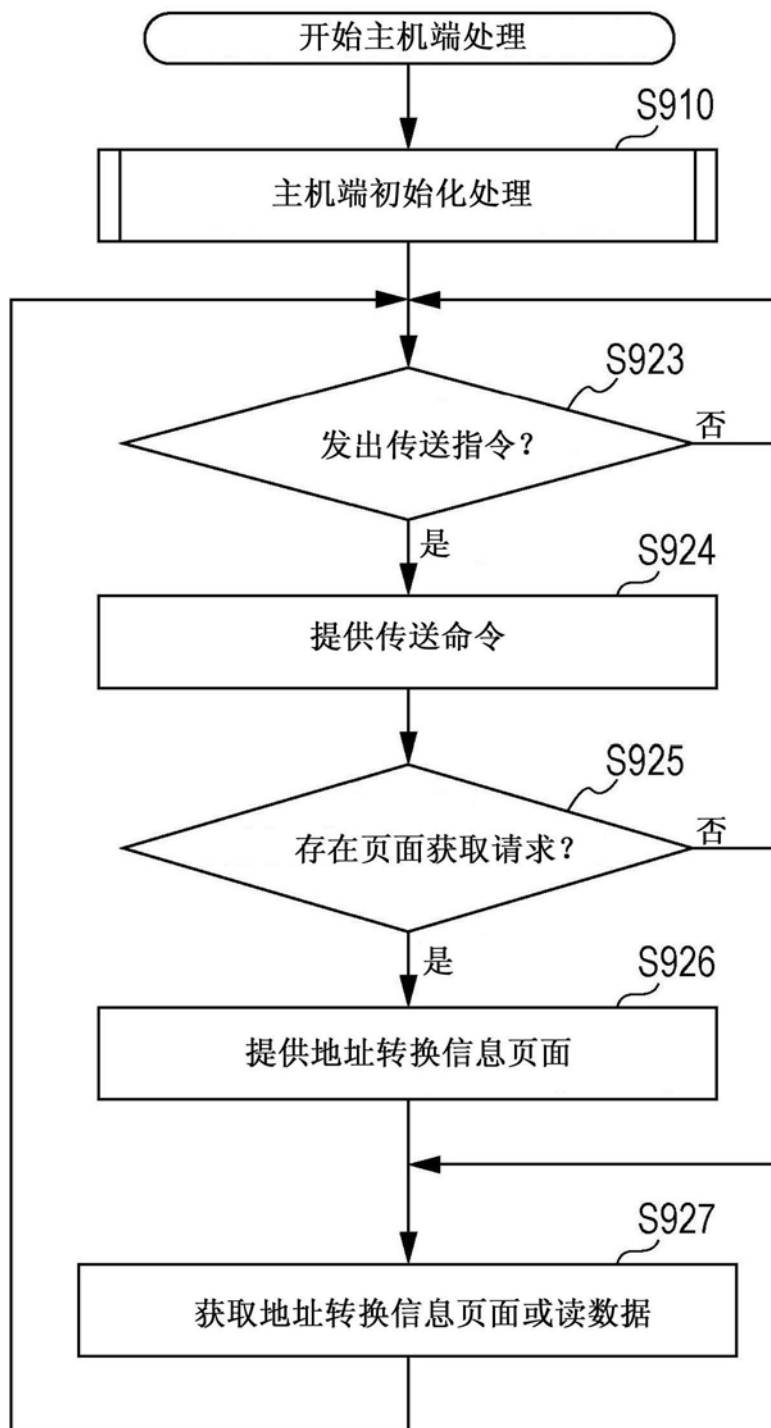 开始主机端处理
S910
主机端初始化处理
S923
发出传送指令？
否
是
S924
提供传送命令
S925
存在页面获取请求？
否
是
S926
提供地址转换信息页面
S927
获取地址转换信息页面或读数据